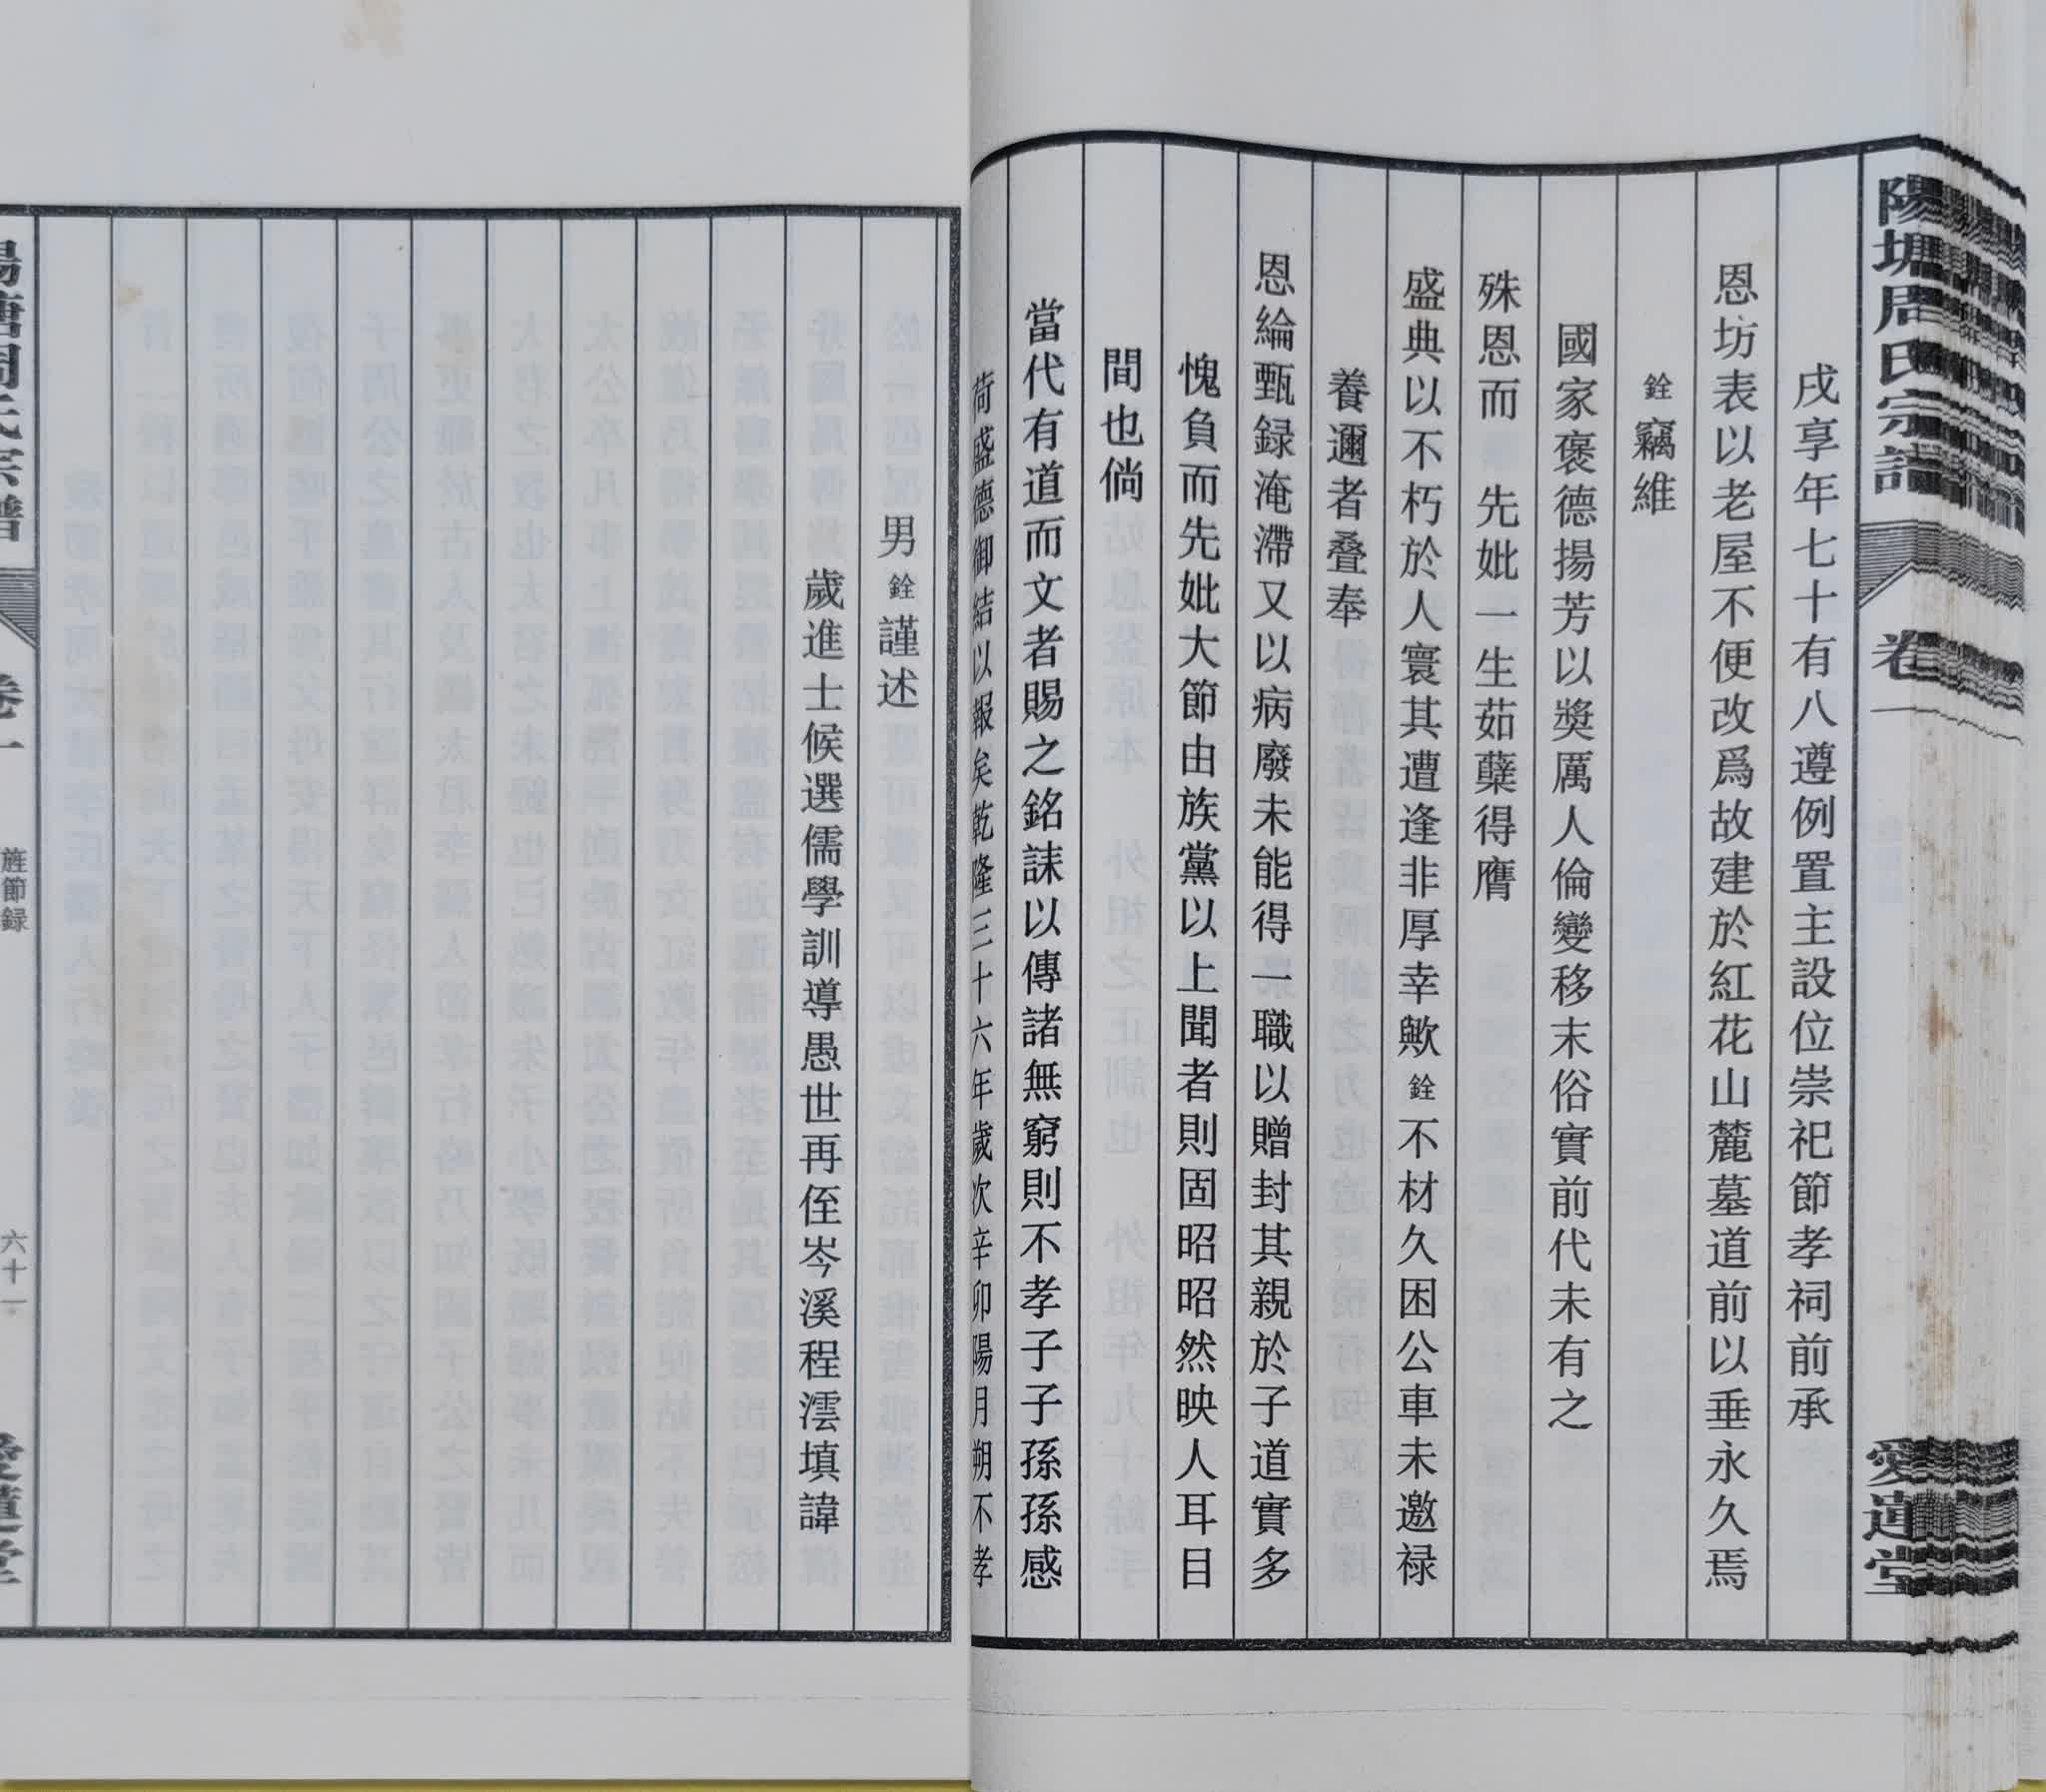 陽塘周氏宗譜 卷一 愛蓮堂
戌享年七十有八遵例置主設位崇祀節孝祠前承
恩坊表以老屋不便改爲故建於紅花山麓墓道前以垂永久焉
銓竊維
國家褒德揚芳以獎厲人倫變移末俗實前代未有之
殊恩而 先妣一生茹蘗得膺
盛典以不朽於人寰其遭逢非厚幸歟銓不材久困公車未邀禄
養邇者叠奉
恩綸甄録淹滯又以病廢未能得一職以贈封其親於子道實多
愧負而先妣大節由族黨以上聞者則固昭昭然映人耳目
間也倘
當代有道而文者賜之銘誄以傳諸無窮則不孝子子孫孫感
荷盛德御結以報矣乾隆三十六年歲次辛卯陽月朔不孝
男銓謹述
歲進士候選儒學訓導愚世再侄岑溪程澐填諱
陽塘周氏宗譜 卷一 旌節録 六十一 愛蓮堂